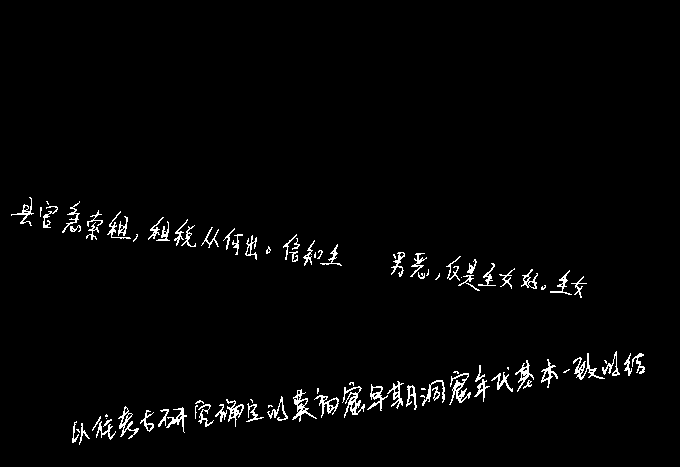 县官急索租，租税从何出。信知生男恶，反是生女好。生女
以往考古研究确定的莫高窟早期洞窟年代基本一致的结